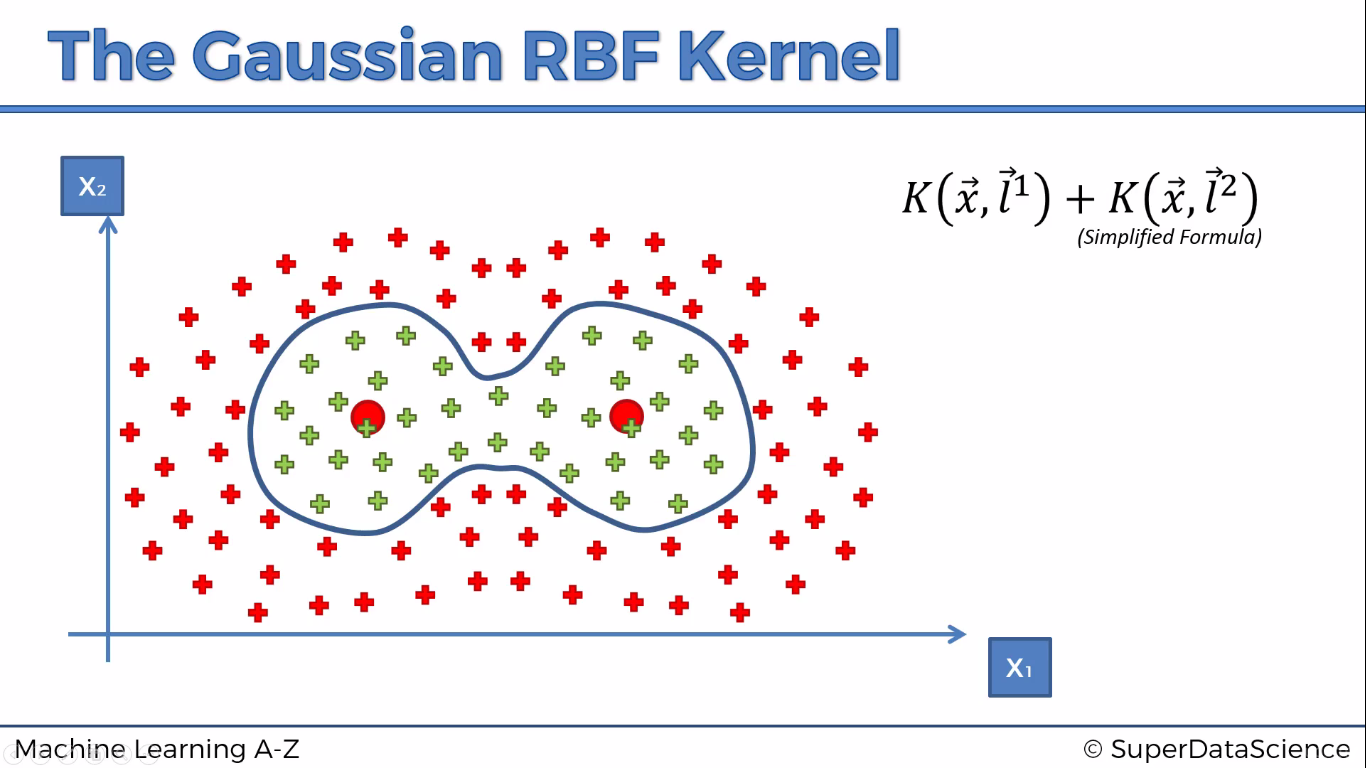 The Gaussian RBF Kernel
X₂
K(x⃗, l⃗¹) + K(x⃗, l⃗²)
(Simplified Formula)
X₁
Machine Learning A-Z
© SuperDataScience